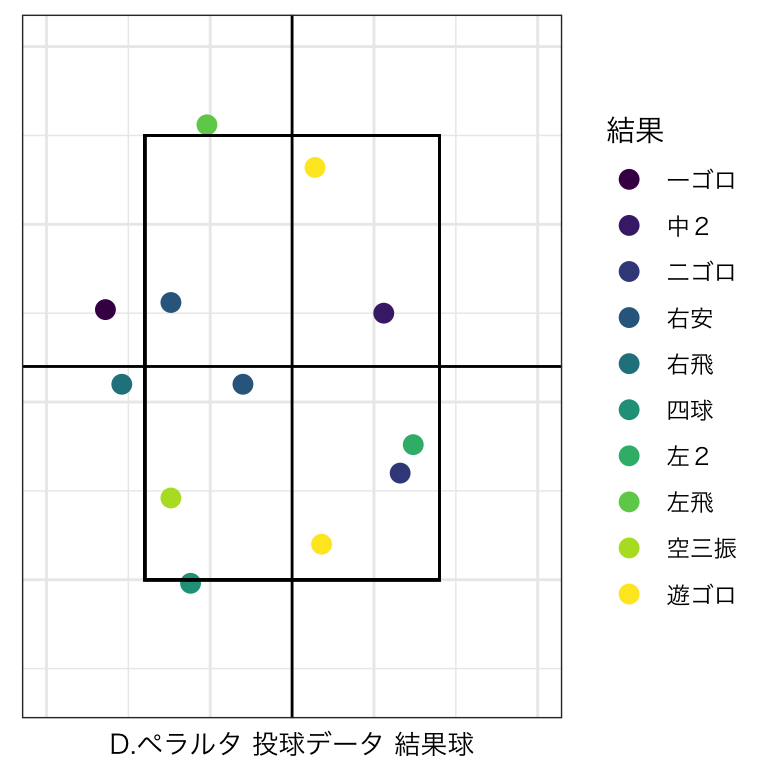 結果
一ゴロ
中２
二ゴロ
右安
右飛
四球
左２
左飛
空三振
遊ゴロ
D.ペラルタ 投球データ 結果球